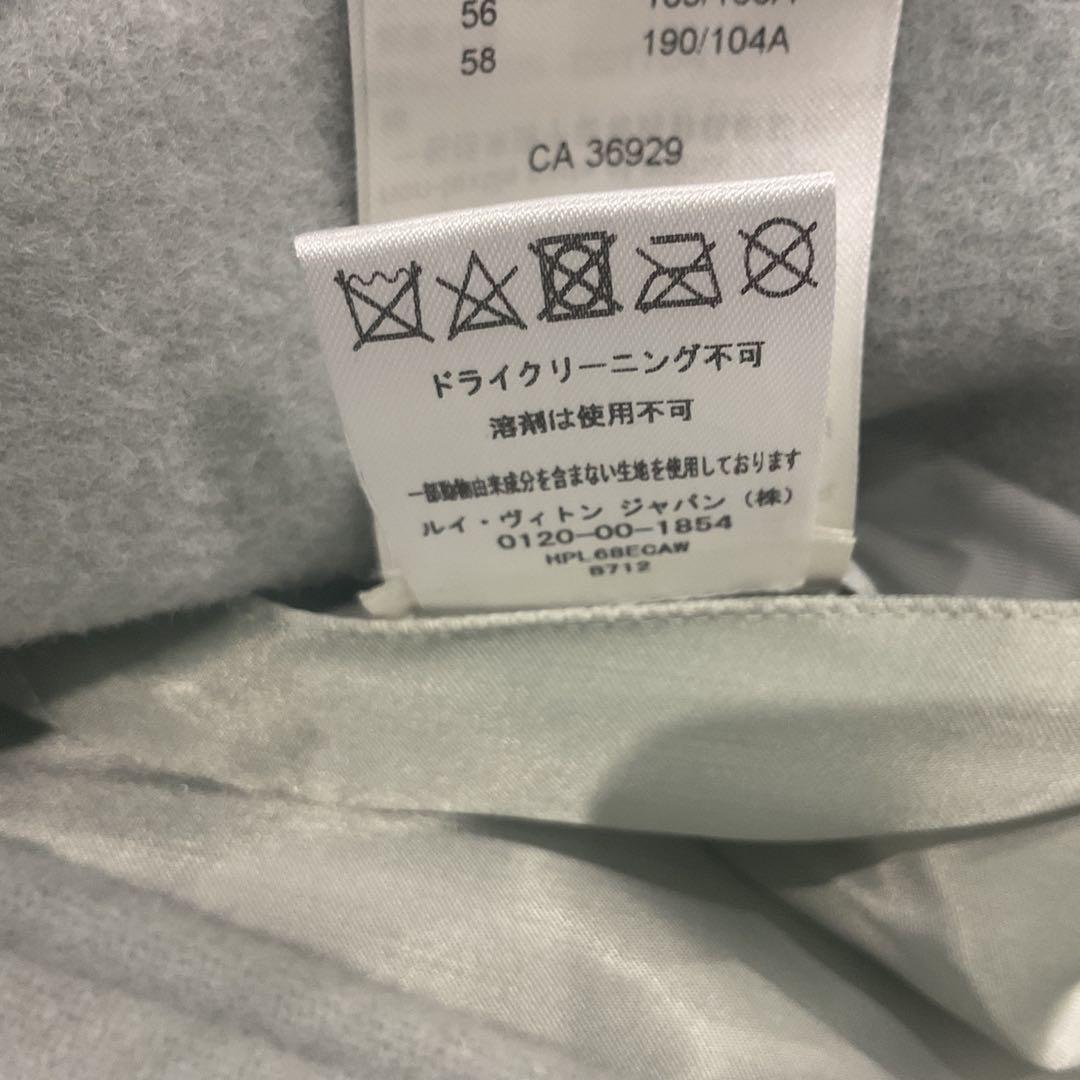 56
58 190/104A
CA 36929
ドライクリーニング不可
溶剤は使用不可
一部動物由来成分を含まない生地を使用しております
ルイ・ヴィトン ジャパン（株）
0120-00-1854
HPL68ECAW
B712